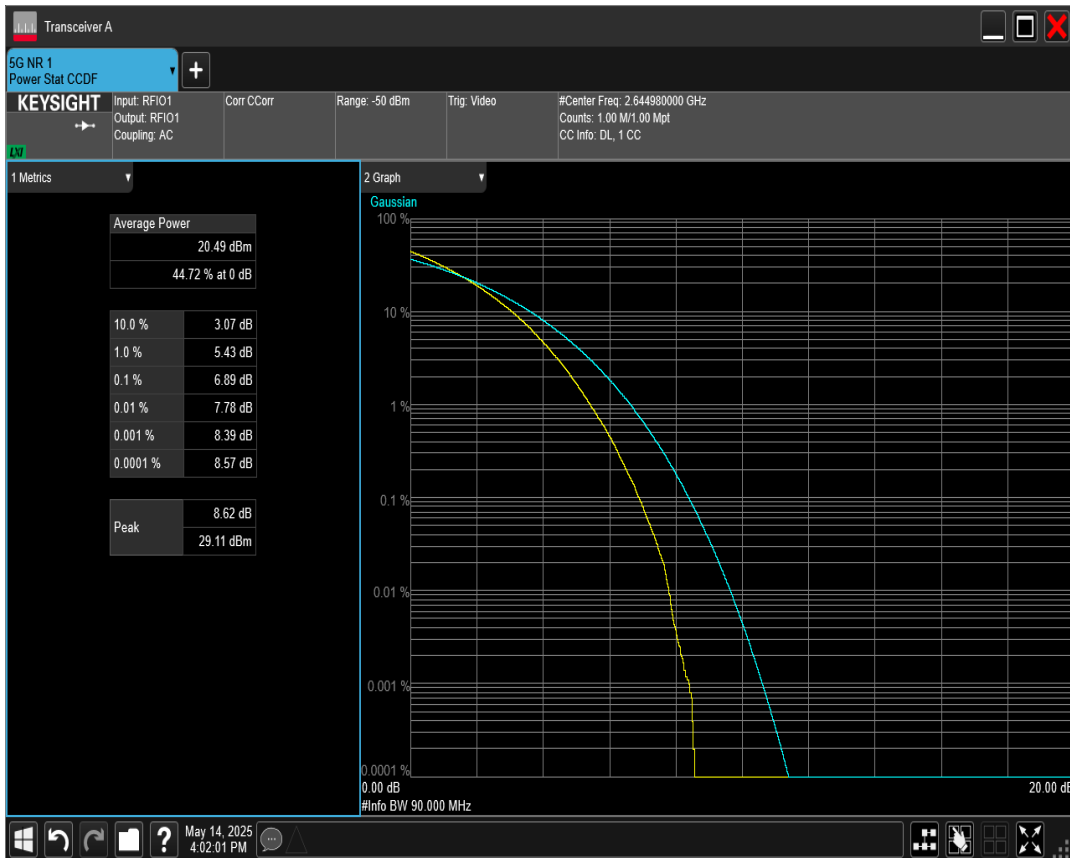 Transceiver A
5G NR 1
Power Stat CCDF
KEYSIGHT
LXI
Input: RFIO1
Output: RFIO1
Coupling: AC
Corr CCorr
Range: -50 dBm
Trig: Video
#Center Freq: 2.644980000 GHz
Counts: 1.00 M/1.00 Mpt
CC Info: DL, 1 CC
1 Metrics
Average Power
20.49 dBm
44.72 % at 0 dB
10.0 % 3.07 dB
1.0 % 5.43 dB
0.1 % 6.89 dB
0.01 % 7.78 dB
0.001 % 8.39 dB
0.0001 % 8.57 dB
Peak
8.62 dB
29.11 dBm
2 Graph
Gaussian
100 %
10 %
1 %
0.1 %
0.01 %
0.001 %
0.0001 %
0.00 dB 20.00 dB
#Info BW 90.000 MHz
May 14, 2025
4:02:01 PM